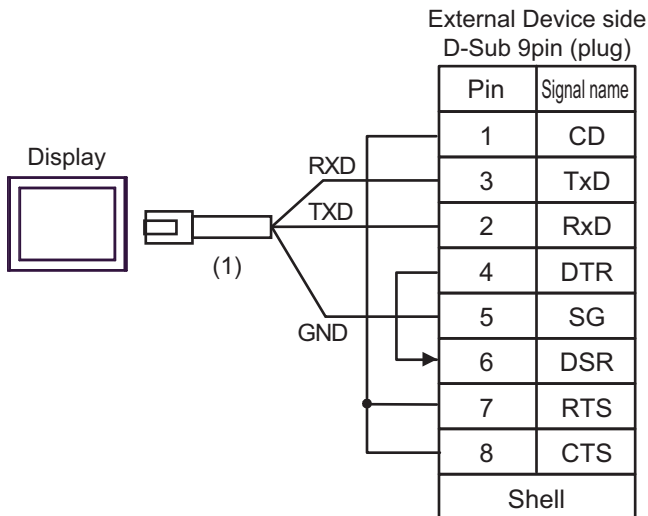 External Device side
D-Sub 9pin (plug)
Pin Signal name
1 CD
Display
RXD
3 TxD
TXD
2 RxD
(1)
4 DTR
5 SG
GND
6 DSR
7 RTS
8 CTS
Shell